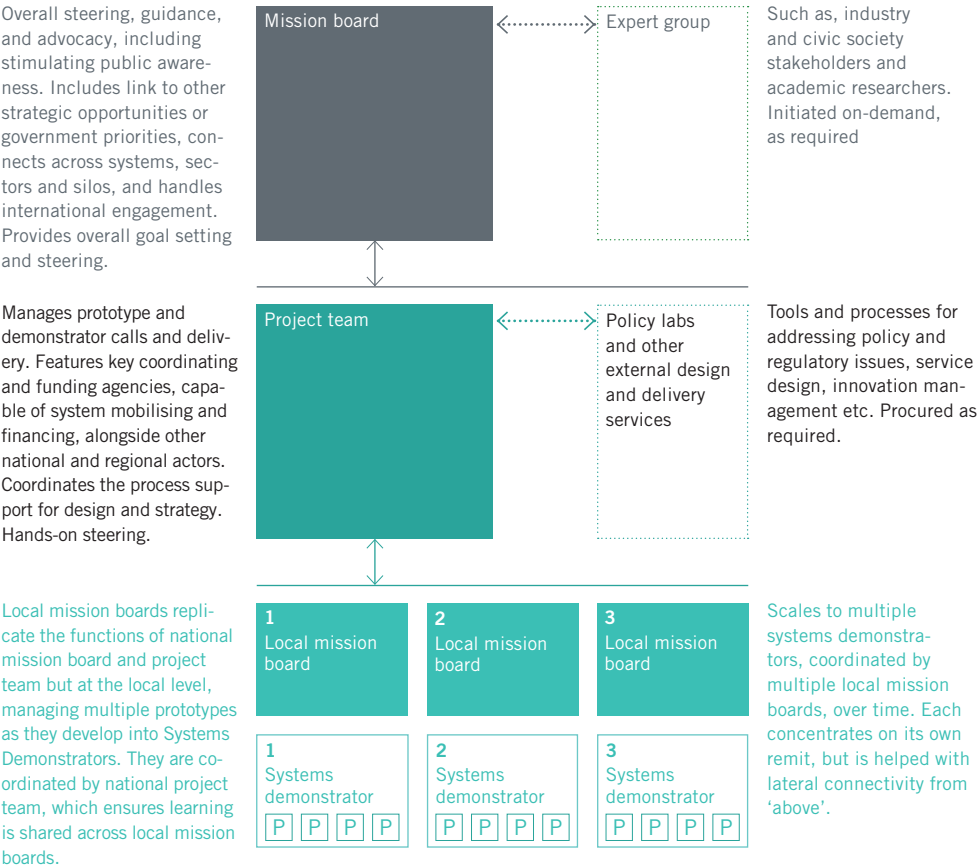 Overall steering, guidance,
and advocacy, including
stimulating public aware-
ness. Includes link to other
strategic opportunities or
government priorities, con-
nects across systems, sec-
tors and silos, and handles
international engagement.
Provides overall goal setting
and steering.
Mission board
Expert group
Such as, industry
and civic society
stakeholders and
academic researchers.
Initiated on-demand,
as required
Manages prototype and
demonstrator calls and deliv-
ery. Features key coordinating
and funding agencies, capa-
ble of system mobilising and
financing, alongside other
national and regional actors.
Coordinates the process sup-
port for design and strategy.
Hands-on steering.
Project team
Policy labs
and other
external design
and delivery
services
Tools and processes for
addressing policy and
regulatory issues, service
design, innovation man-
agement etc. Procured as
required.
Local mission boards repli-
cate the functions of national
mission board and project
team but at the local level,
managing multiple prototypes
as they develop into Systems
Demonstrators. They are co-
ordinated by national project
team, which ensures learning
is shared across local mission
boards.
1
Local mission
board
2
Local mission
board
3
Local mission
board
1
Systems
demonstrator
P P P P
2
Systems
demonstrator
P P P P
3
Systems
demonstrator
P P P P
Scales to multiple
systems demonstra-
tors, coordinated by
multiple local mission
boards, over time. Each
concentrates on its own
remit, but is helped with
lateral connectivity from
‘above’.